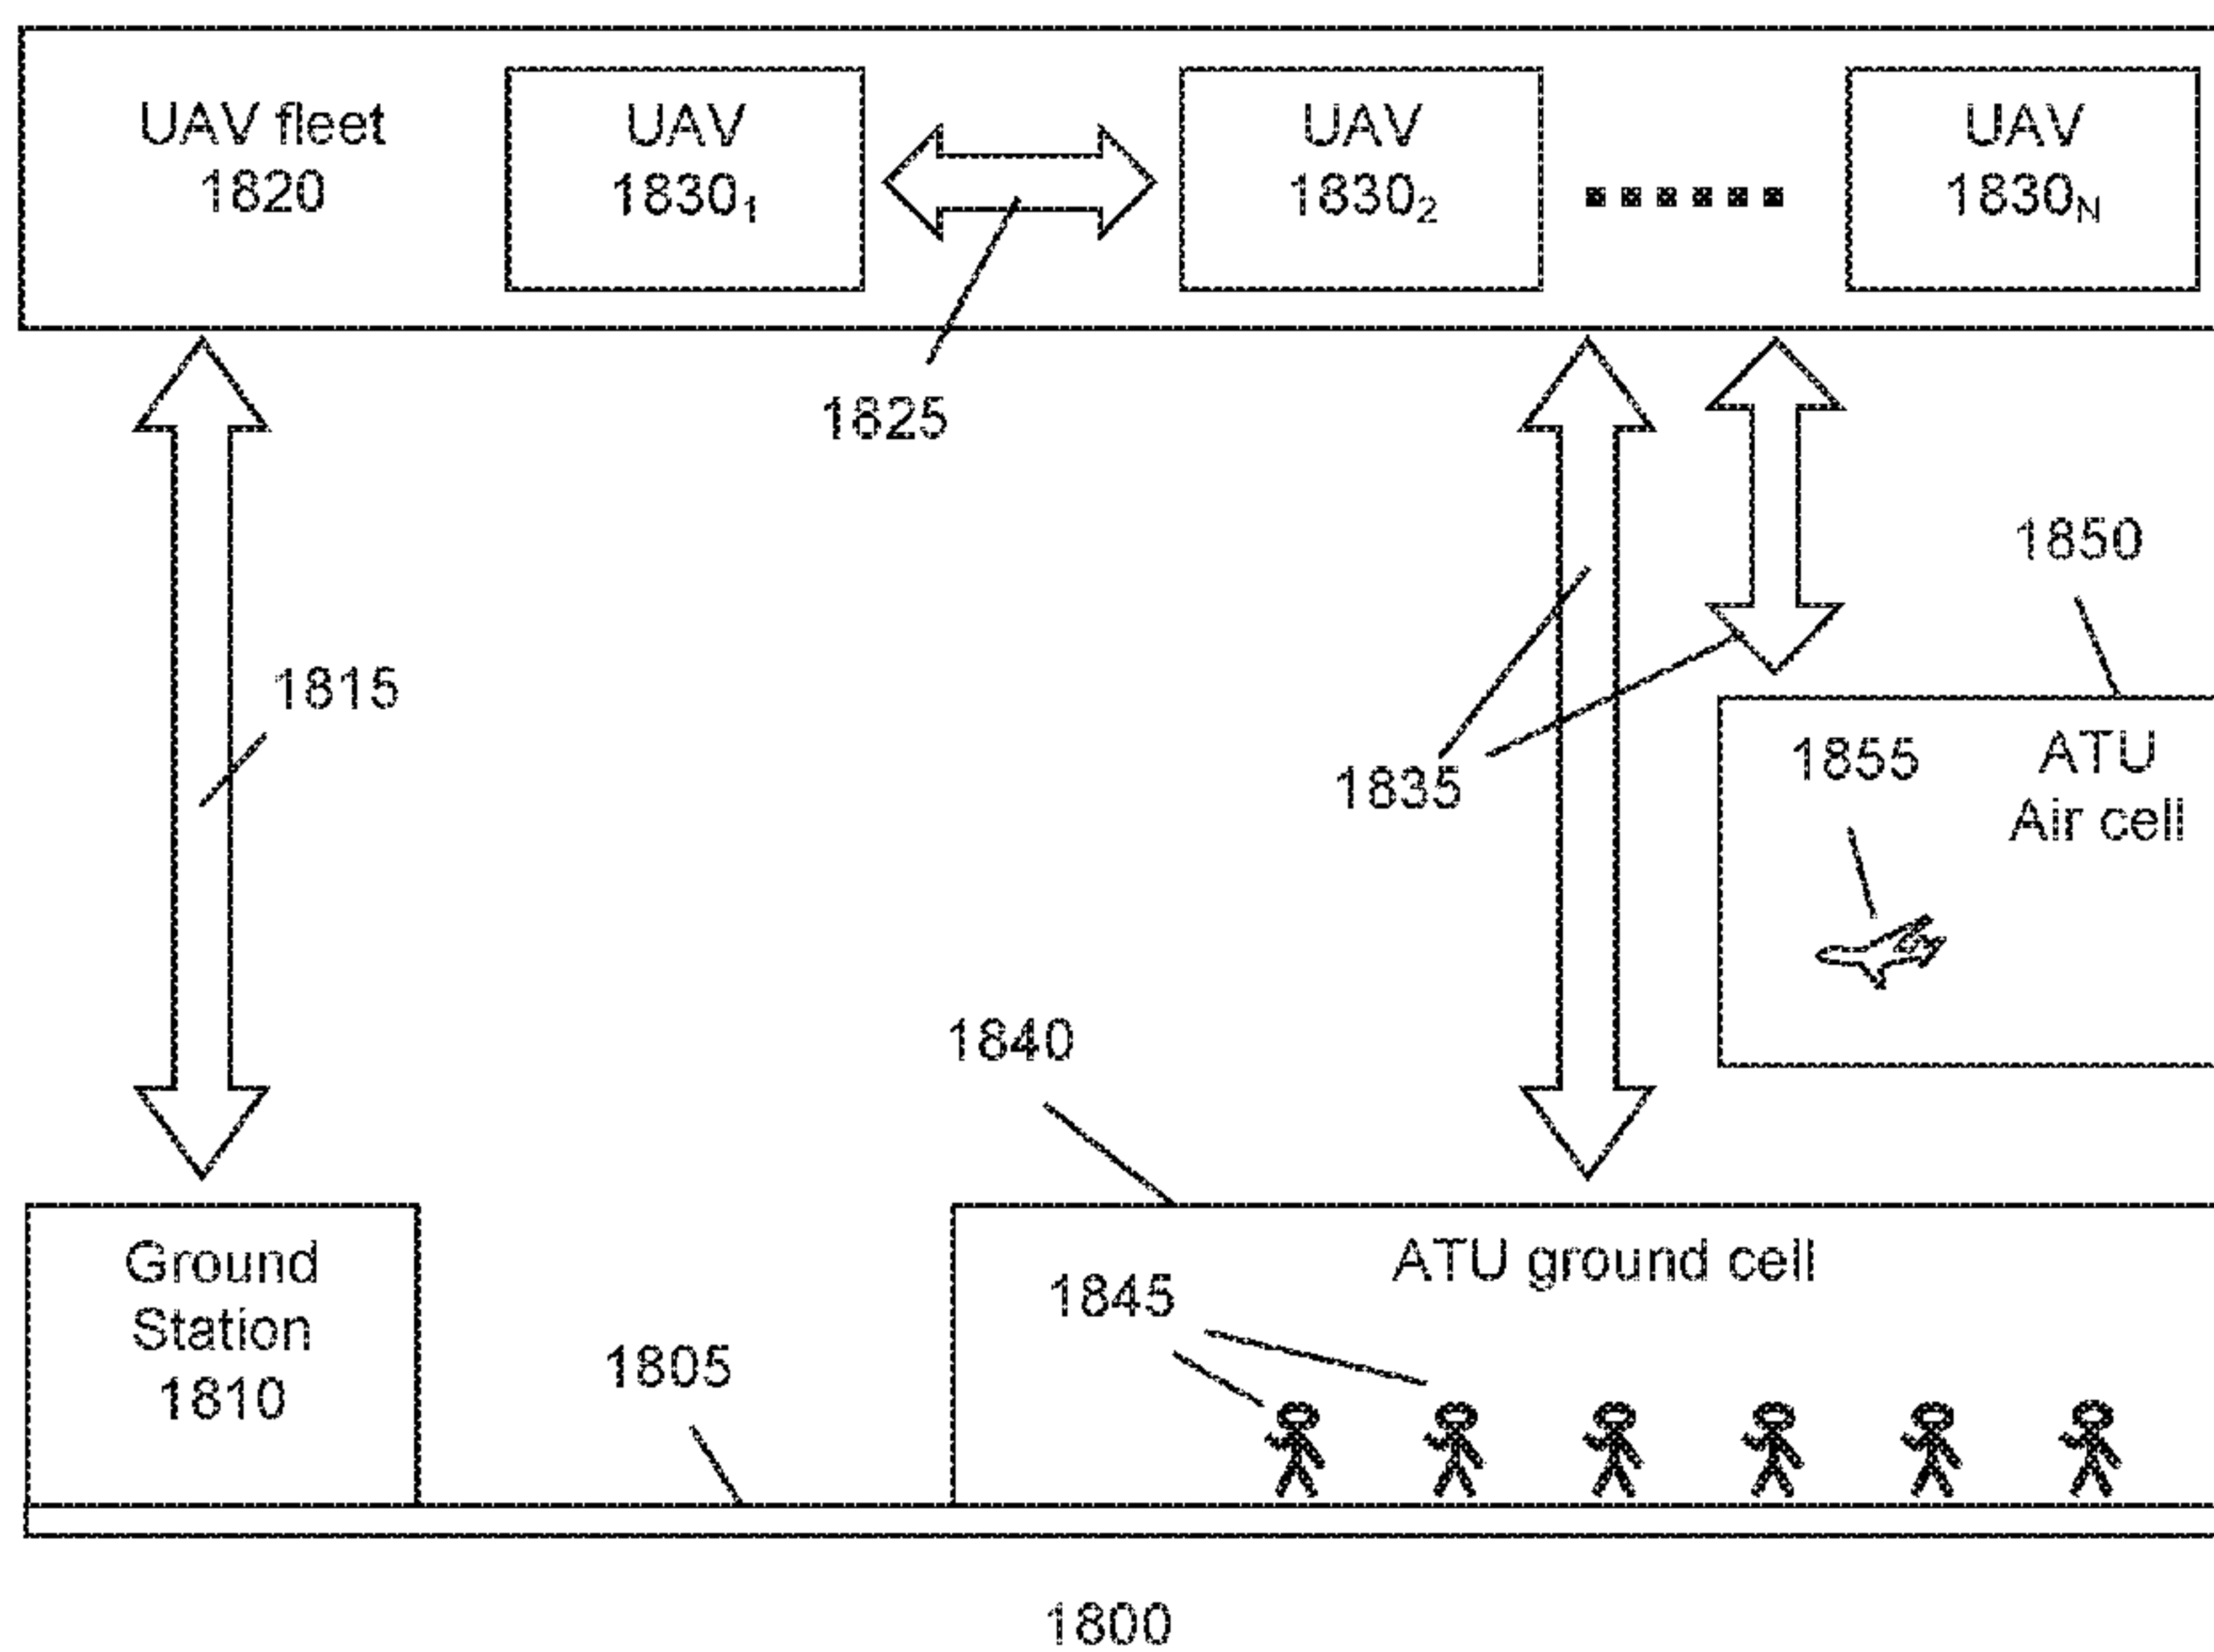 UAV fleet
1820
UAV
1830₁
UAV
1830₂
UAV
1830N
1825
1815
1835
1850
1855
ATU
Air cell
1840
Ground
Station
1810
1805
1845
ATU ground cell
1800